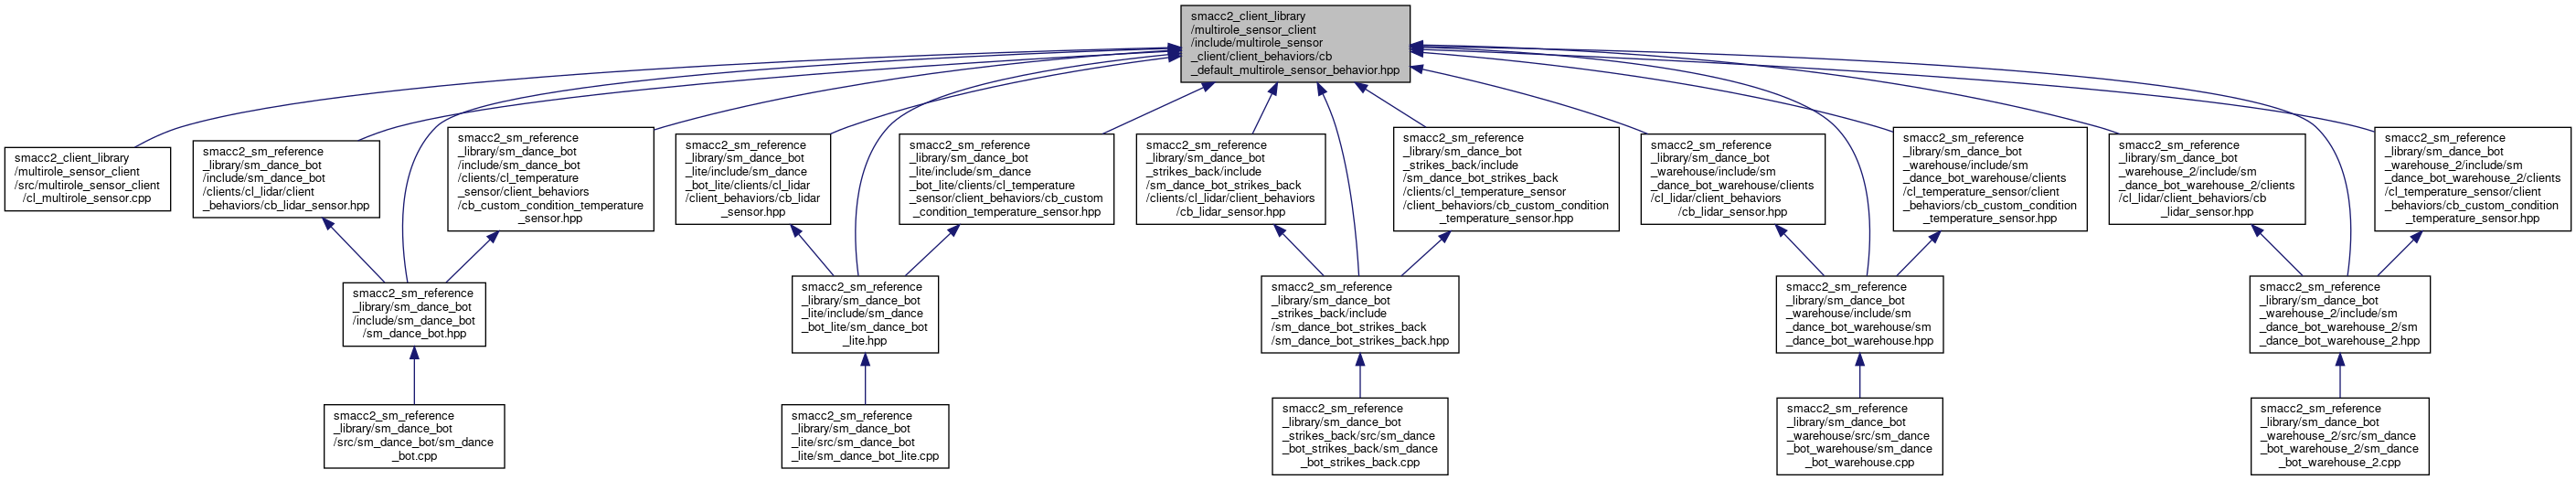 smacc2_client_library
/multirole_sensor_client
/include/multirole_sensor
_client/client_behaviors/cb
_default_multirole_sensor_behavior.hpp
smacc2_client_library
/multirole_sensor_client
/src/multirole_sensor_client
/cl_multirole_sensor.cpp
smacc2_sm_reference
_library/sm_dance_bot
/include/sm_dance_bot
/clients/cl_lidar/client
_behaviors/cb_lidar_sensor.hpp
smacc2_sm_reference
_library/sm_dance_bot
/include/sm_dance_bot
/clients/cl_temperature
_sensor/client_behaviors
/cb_custom_condition_temperature
_sensor.hpp
smacc2_sm_reference
_library/sm_dance_bot
_lite/include/sm_dance
_bot_lite/clients/cl_lidar
/client_behaviors/cb_lidar
_sensor.hpp
smacc2_sm_reference
_library/sm_dance_bot
_lite/include/sm_dance
_bot_lite/clients/cl_temperature
_sensor/client_behaviors/cb_custom
_condition_temperature_sensor.hpp
smacc2_sm_reference
_library/sm_dance_bot
_strikes_back/include
/sm_dance_bot_strikes_back
/clients/cl_lidar/client_behaviors
/cb_lidar_sensor.hpp
smacc2_sm_reference
_library/sm_dance_bot
_strikes_back/include
/sm_dance_bot_strikes_back
/clients/cl_temperature_sensor
/client_behaviors/cb_custom_condition
_temperature_sensor.hpp
smacc2_sm_reference
_library/sm_dance_bot
_warehouse/include/sm
_dance_bot_warehouse/clients
/cl_lidar/client_behaviors
/cb_lidar_sensor.hpp
smacc2_sm_reference
_library/sm_dance_bot
_warehouse/include/sm
_dance_bot_warehouse/clients
/cl_temperature_sensor/client
_behaviors/cb_custom_condition
_temperature_sensor.hpp
smacc2_sm_reference
_library/sm_dance_bot
_warehouse_2/include/sm
_dance_bot_warehouse_2/clients
/cl_lidar/client_behaviors/cb
_lidar_sensor.hpp
smacc2_sm_reference
_library/sm_dance_bot
_warehouse_2/include/sm
_dance_bot_warehouse_2/clients
/cl_temperature_sensor/client
_behaviors/cb_custom_condition
_temperature_sensor.hpp
smacc2_sm_reference
_library/sm_dance_bot
/include/sm_dance_bot
/sm_dance_bot.hpp
smacc2_sm_reference
_library/sm_dance_bot
_lite/include/sm_dance
_bot_lite/sm_dance_bot
_lite.hpp
smacc2_sm_reference
_library/sm_dance_bot
_strikes_back/include
/sm_dance_bot_strikes_back
/sm_dance_bot_strikes_back.hpp
smacc2_sm_reference
_library/sm_dance_bot
_warehouse/include/sm
_dance_bot_warehouse/sm
_dance_bot_warehouse.hpp
smacc2_sm_reference
_library/sm_dance_bot
_warehouse_2/include/sm
_dance_bot_warehouse_2/sm
_dance_bot_warehouse_2.hpp
smacc2_sm_reference
_library/sm_dance_bot
/src/sm_dance_bot/sm_dance
_bot.cpp
smacc2_sm_reference
_library/sm_dance_bot
_lite/src/sm_dance_bot
_lite/sm_dance_bot_lite.cpp
smacc2_sm_reference
_library/sm_dance_bot
_strikes_back/src/sm_dance
_bot_strikes_back/sm_dance
_bot_strikes_back.cpp
smacc2_sm_reference
_library/sm_dance_bot
_warehouse/src/sm_dance
_bot_warehouse/sm_dance
_bot_warehouse.cpp
smacc2_sm_reference
_library/sm_dance_bot
_warehouse_2/src/sm_dance
_bot_warehouse_2/sm_dance
_bot_warehouse_2.cpp